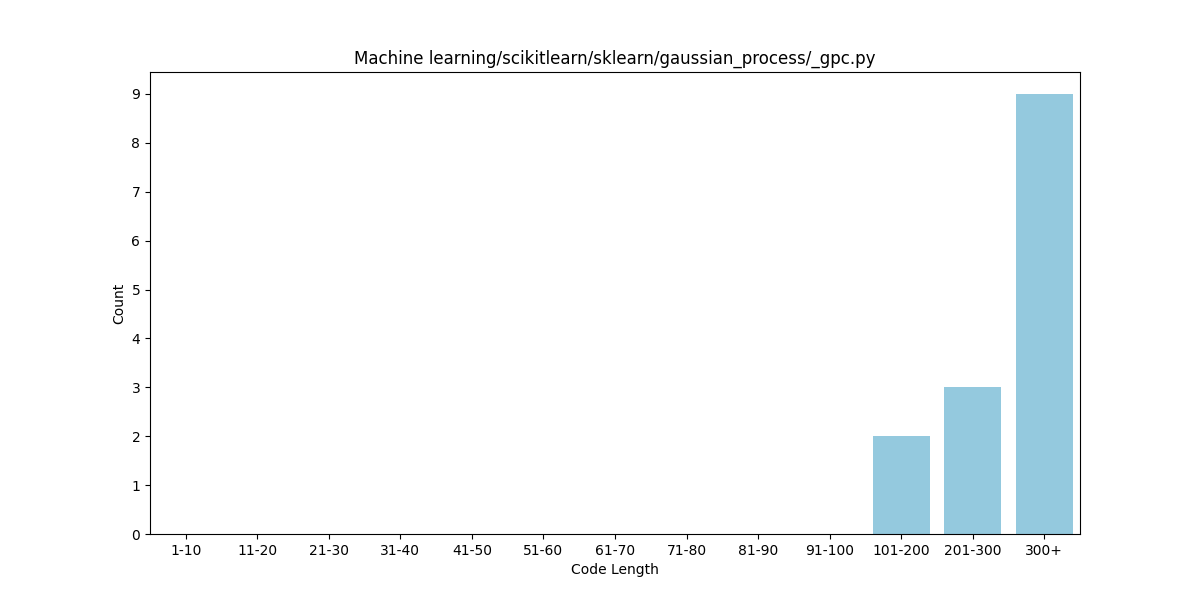 Machine learning/scikitlearn/sklearn/gaussian_process/_gpc.py
9
8
7
6
5
4
3
2
1
0
Count
1-10 11-20 21-30 31-40 41-50 51-60 61-70 71-80 81-90 91-100 101-200 201-300 300+
Code Length